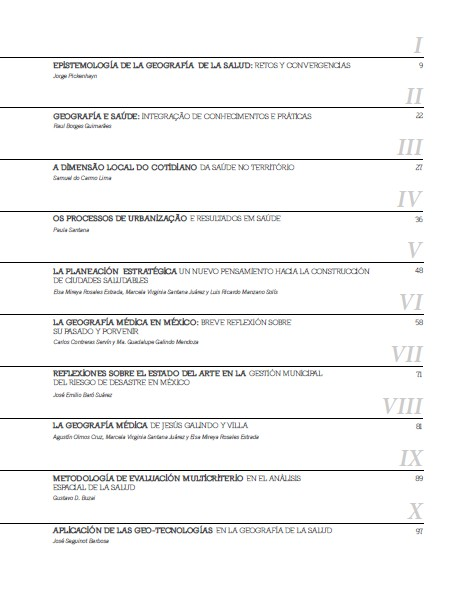 I
EPISTEMOLOGÍA DE LA GEOGRAFÍA DE LA SALUD: RETOS Y CONVERGENCIAS 9
Jorge Pickenhayn
II
GEOGRAFÍA E SAÚDE: INTEGRAÇÃO DE CONHECIMENTOS E PRÁTICAS 22
Raul Borges Guimarães
III
A DIMENSÃO LOCAL DO COTIDIANO DA SAÚDE NO TERRITÓRIO 27
Samuel do Carmo Lima
IV
OS PROCESSOS DE URBANIZAÇÃO E RESULTADOS EM SAÚDE 36
Paula Santana
V
LA PLANEACIÓN ESTRATÉGICA UN NUEVO PENSAMIENTO HACIA LA CONSTRUCCIÓN 48
DE CIUDADES SALUDABLES
Elsa Mireya Rosales Estrada, Marcela Virginia Santana Juárez y Luis Ricardo Manzano Solís
VI
LA GEOGRAFÍA MÉDICA EN MÉXICO: BREVE REFLEXIÓN SOBRE 58
SU PASADO Y PORVENIR
Carlos Contreras Servín y Ma. Guadalupe Galindo Mendoza
VII
REFLEXIONES SOBRE EL ESTADO DEL ARTE EN LA GESTIÓN MUNICIPAL 71
DEL RIESGO DE DESASTRE EN MÉXICO
José Emilio Baró Suárez
VIII
LA GEOGRAFÍA MÉDICA DE JESÚS GALINDO Y VILLA 81
Agustín Olmos Cruz, Marcela Virginia Santana Juárez y Elsa Mireya Rosales Estrada
IX
METODOLOGÍA DE EVALUACIÓN MULTICRITERIO EN EL ANÁLISIS 89
ESPACIAL DE LA SALUD
Gustavo D. Buzai
X
APLICACIÓN DE LAS GEO-TECNOLOGÍAS EN LA GEOGRAFÍA DE LA SALUD 97
José Seguinot Barbosa